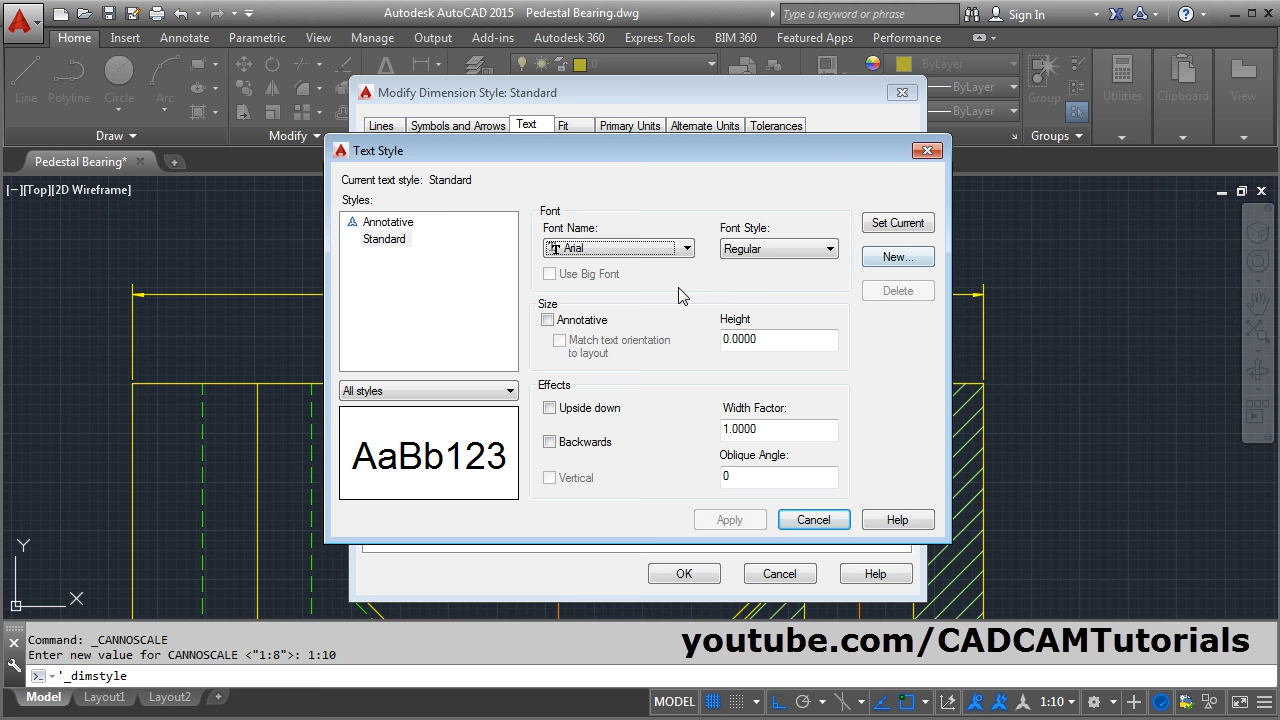 Autodesk AutoCAD 2015 Pedestal Bearing.dwg
Type a keyword or phrase
Sign In
Home Insert Annotate Parametric View Manage Output Add-ins Autodesk 360 Express Tools BIM 360 Featured Apps Performance
Line Polyline Circle Arc
0
ByLayer
ByLayer
ByLayer
Group
Utilities Clipboard View
Draw Modify Groups
Pedestal Bearing*
[−][Top][2D Wireframe]
Modify Dimension Style: Standard
Lines Symbols and Arrows Text Fit Primary Units Alternate Units Tolerances
Text Style
Current text style: Standard
Styles:
Annotative
Standard
All styles
AaBb123
Font
Font Name:
Arial
Font Style:
Regular
Use Big Font
Size
Annotative
Match text orientation
to layout
Height
0.0000
Effects
Upside down
Backwards
Vertical
Width Factor:
1.0000
Oblique Angle:
0
Set Current
New...
Delete
Apply Cancel Help
OK Cancel Help
Y
X
Command: _CANNOSCALE
Enter new value for CANNOSCALE <"1:8">: 1:10
'_dimstyle
youtube.com/CADCAMTutorials
Model Layout1 Layout2
MODEL
1:10